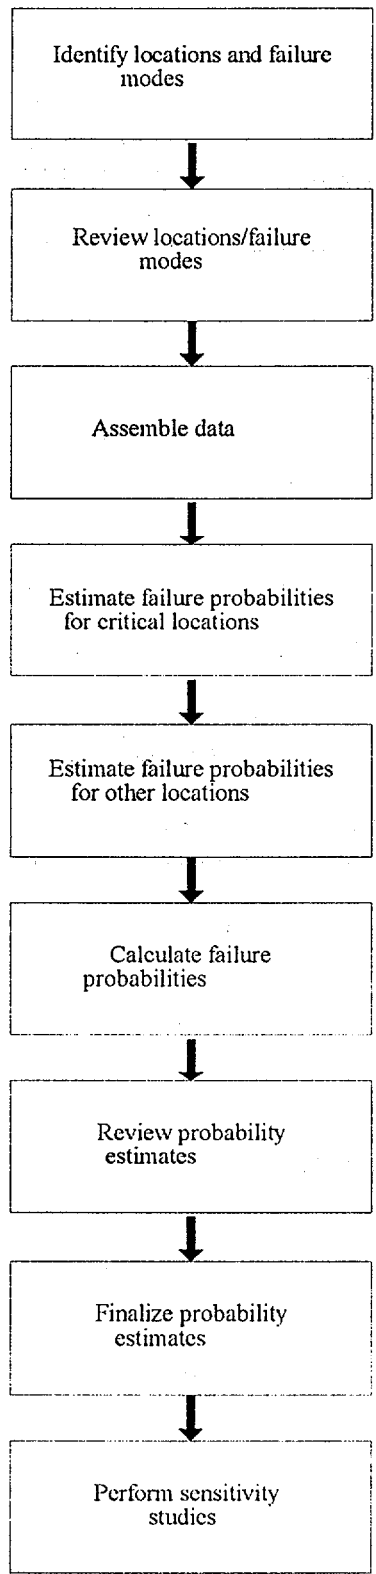 Identify locations and failure
modes
Review locations/failure
modes
Assemble data
Estimate failure probabilities
for critical locations
Estimate failure probabilities
for other locations
Calculate failure
probabilities
Review probability
estimates
Finalize probability
estimates
Perform sensitivity
studies